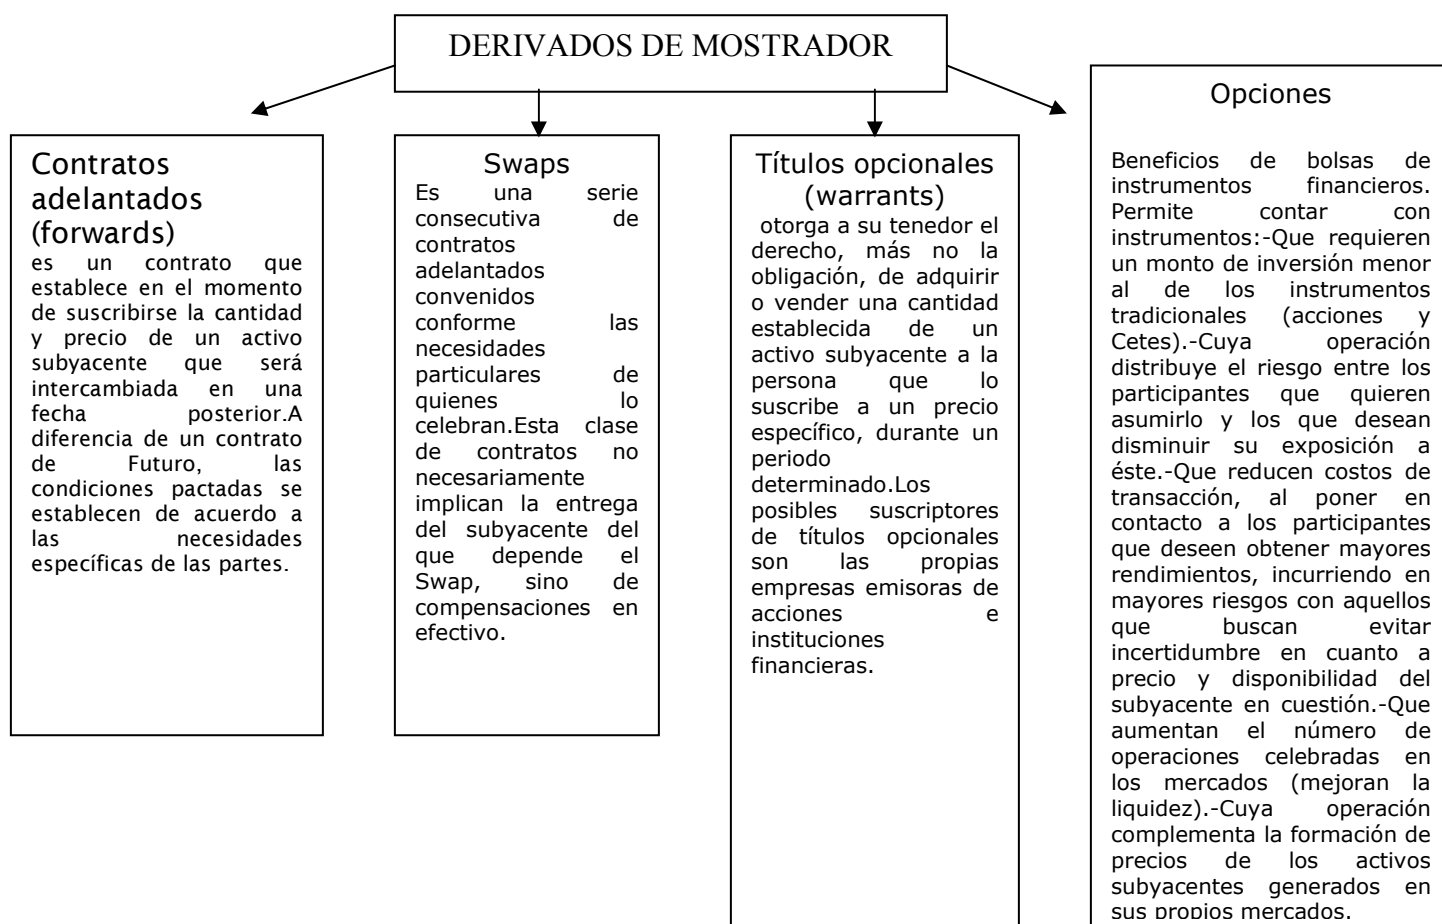 DERIVADOS DE MOSTRADOR
Contratos
adelantados
(forwards)
es un contrato que
establece en el momento
de suscribirse la cantidad
y precio de un activo
subyacente que será
intercambiada en una
fecha posterior.A
diferencia de un contrato
de Futuro, las
condiciones pactadas se
establecen de acuerdo a
las necesidades
específicas de las partes.
Swaps
Es una serie
consecutiva de
contratos
adelantados
convenidos
conforme las
necesidades
particulares de
quienes lo
celebran.Esta clase
de contratos no
necesariamente
implican la entrega
del subyacente del
que depende el
Swap, sino de
compensaciones en
efectivo.
Títulos opcionales
(warrants)
otorga a su tenedor el
derecho, más no la
obligación, de adquirir
o vender una cantidad
establecida de un
activo subyacente a la
persona que lo
suscribe a un precio
específico, durante un
periodo
determinado.Los
posibles suscriptores
de títulos opcionales
son las propias
empresas emisoras de
acciones e
instituciones
financieras.
Opciones
Beneficios de bolsas de
instrumentos financieros.
Permite contar con
instrumentos:-Que requieren
un monto de inversión menor
al de los instrumentos
tradicionales (acciones y
Cetes).-Cuya operación
distribuye el riesgo entre los
participantes que quieren
asumirlo y los que desean
disminuir su exposición a
éste.-Que reducen costos de
transacción, al poner en
contacto a los participantes
que deseen obtener mayores
rendimientos, incurriendo en
mayores riesgos con aquellos
que buscan evitar
incertidumbre en cuanto a
precio y disponibilidad del
subyacente en cuestión.-Que
aumentan el número de
operaciones celebradas en
los mercados (mejoran la
liquidez).-Cuya operación
complementa la formación de
precios de los activos
subyacentes generados en
sus propios mercados.